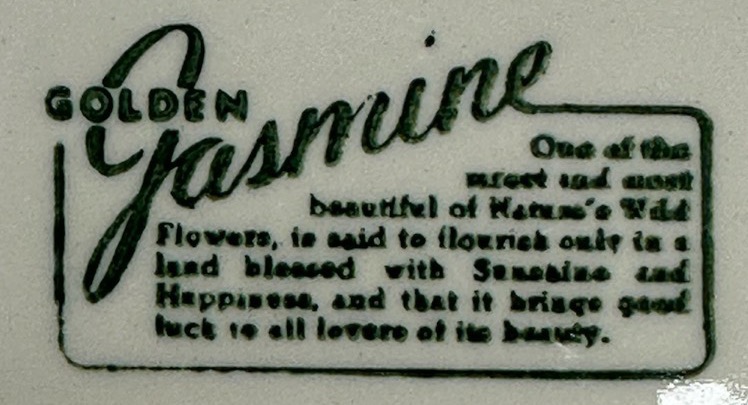 GOLDEN
Jasmine
One of the
rarest and most
beautiful of Nature's Wild
Flowers, is said to flourish only in a
land blessed with Sunshine and
Happiness, and that it brings good
luck to all lovers of its beauty.